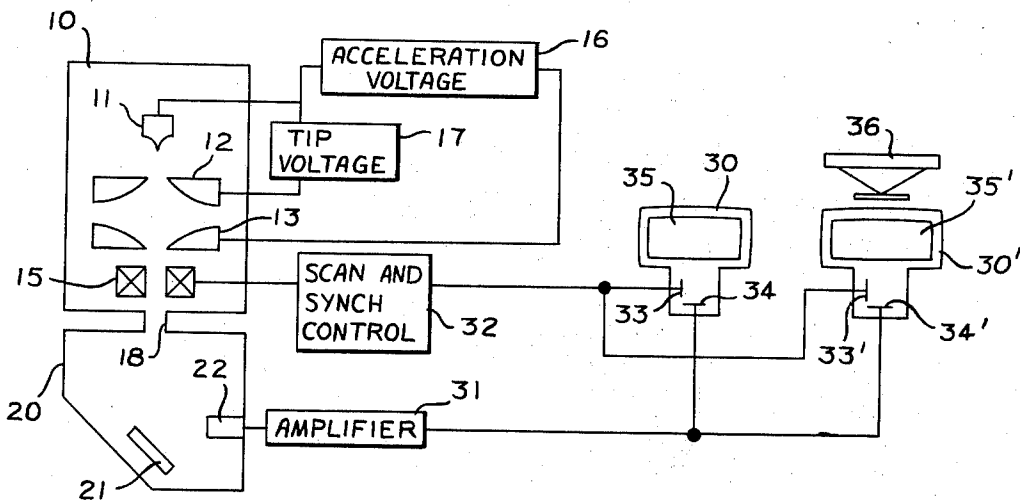 10
16
ACCELERATION
VOLTAGE
11
12
TIP
VOLTAGE
17
36
35
30
35'
13
15
SCAN AND
SYNCH
CONTROL
32
33
34
30'
33'
34'
18
20
22
31
AMPLIFIER
21